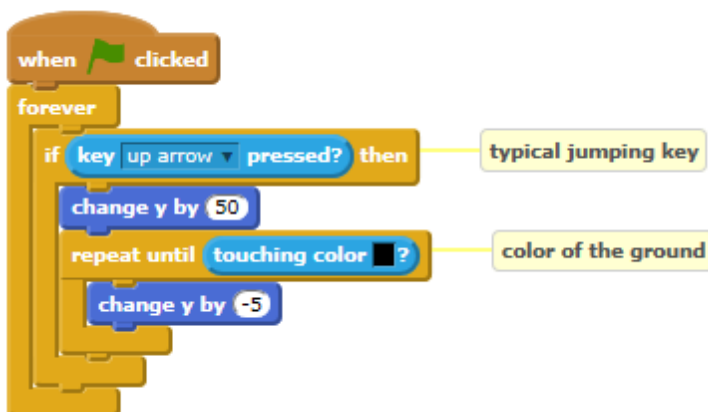 when clicked
forever
if key up arrow pressed? then
typical jumping key
change y by 50
repeat until touching color ?
color of the ground
change y by -5